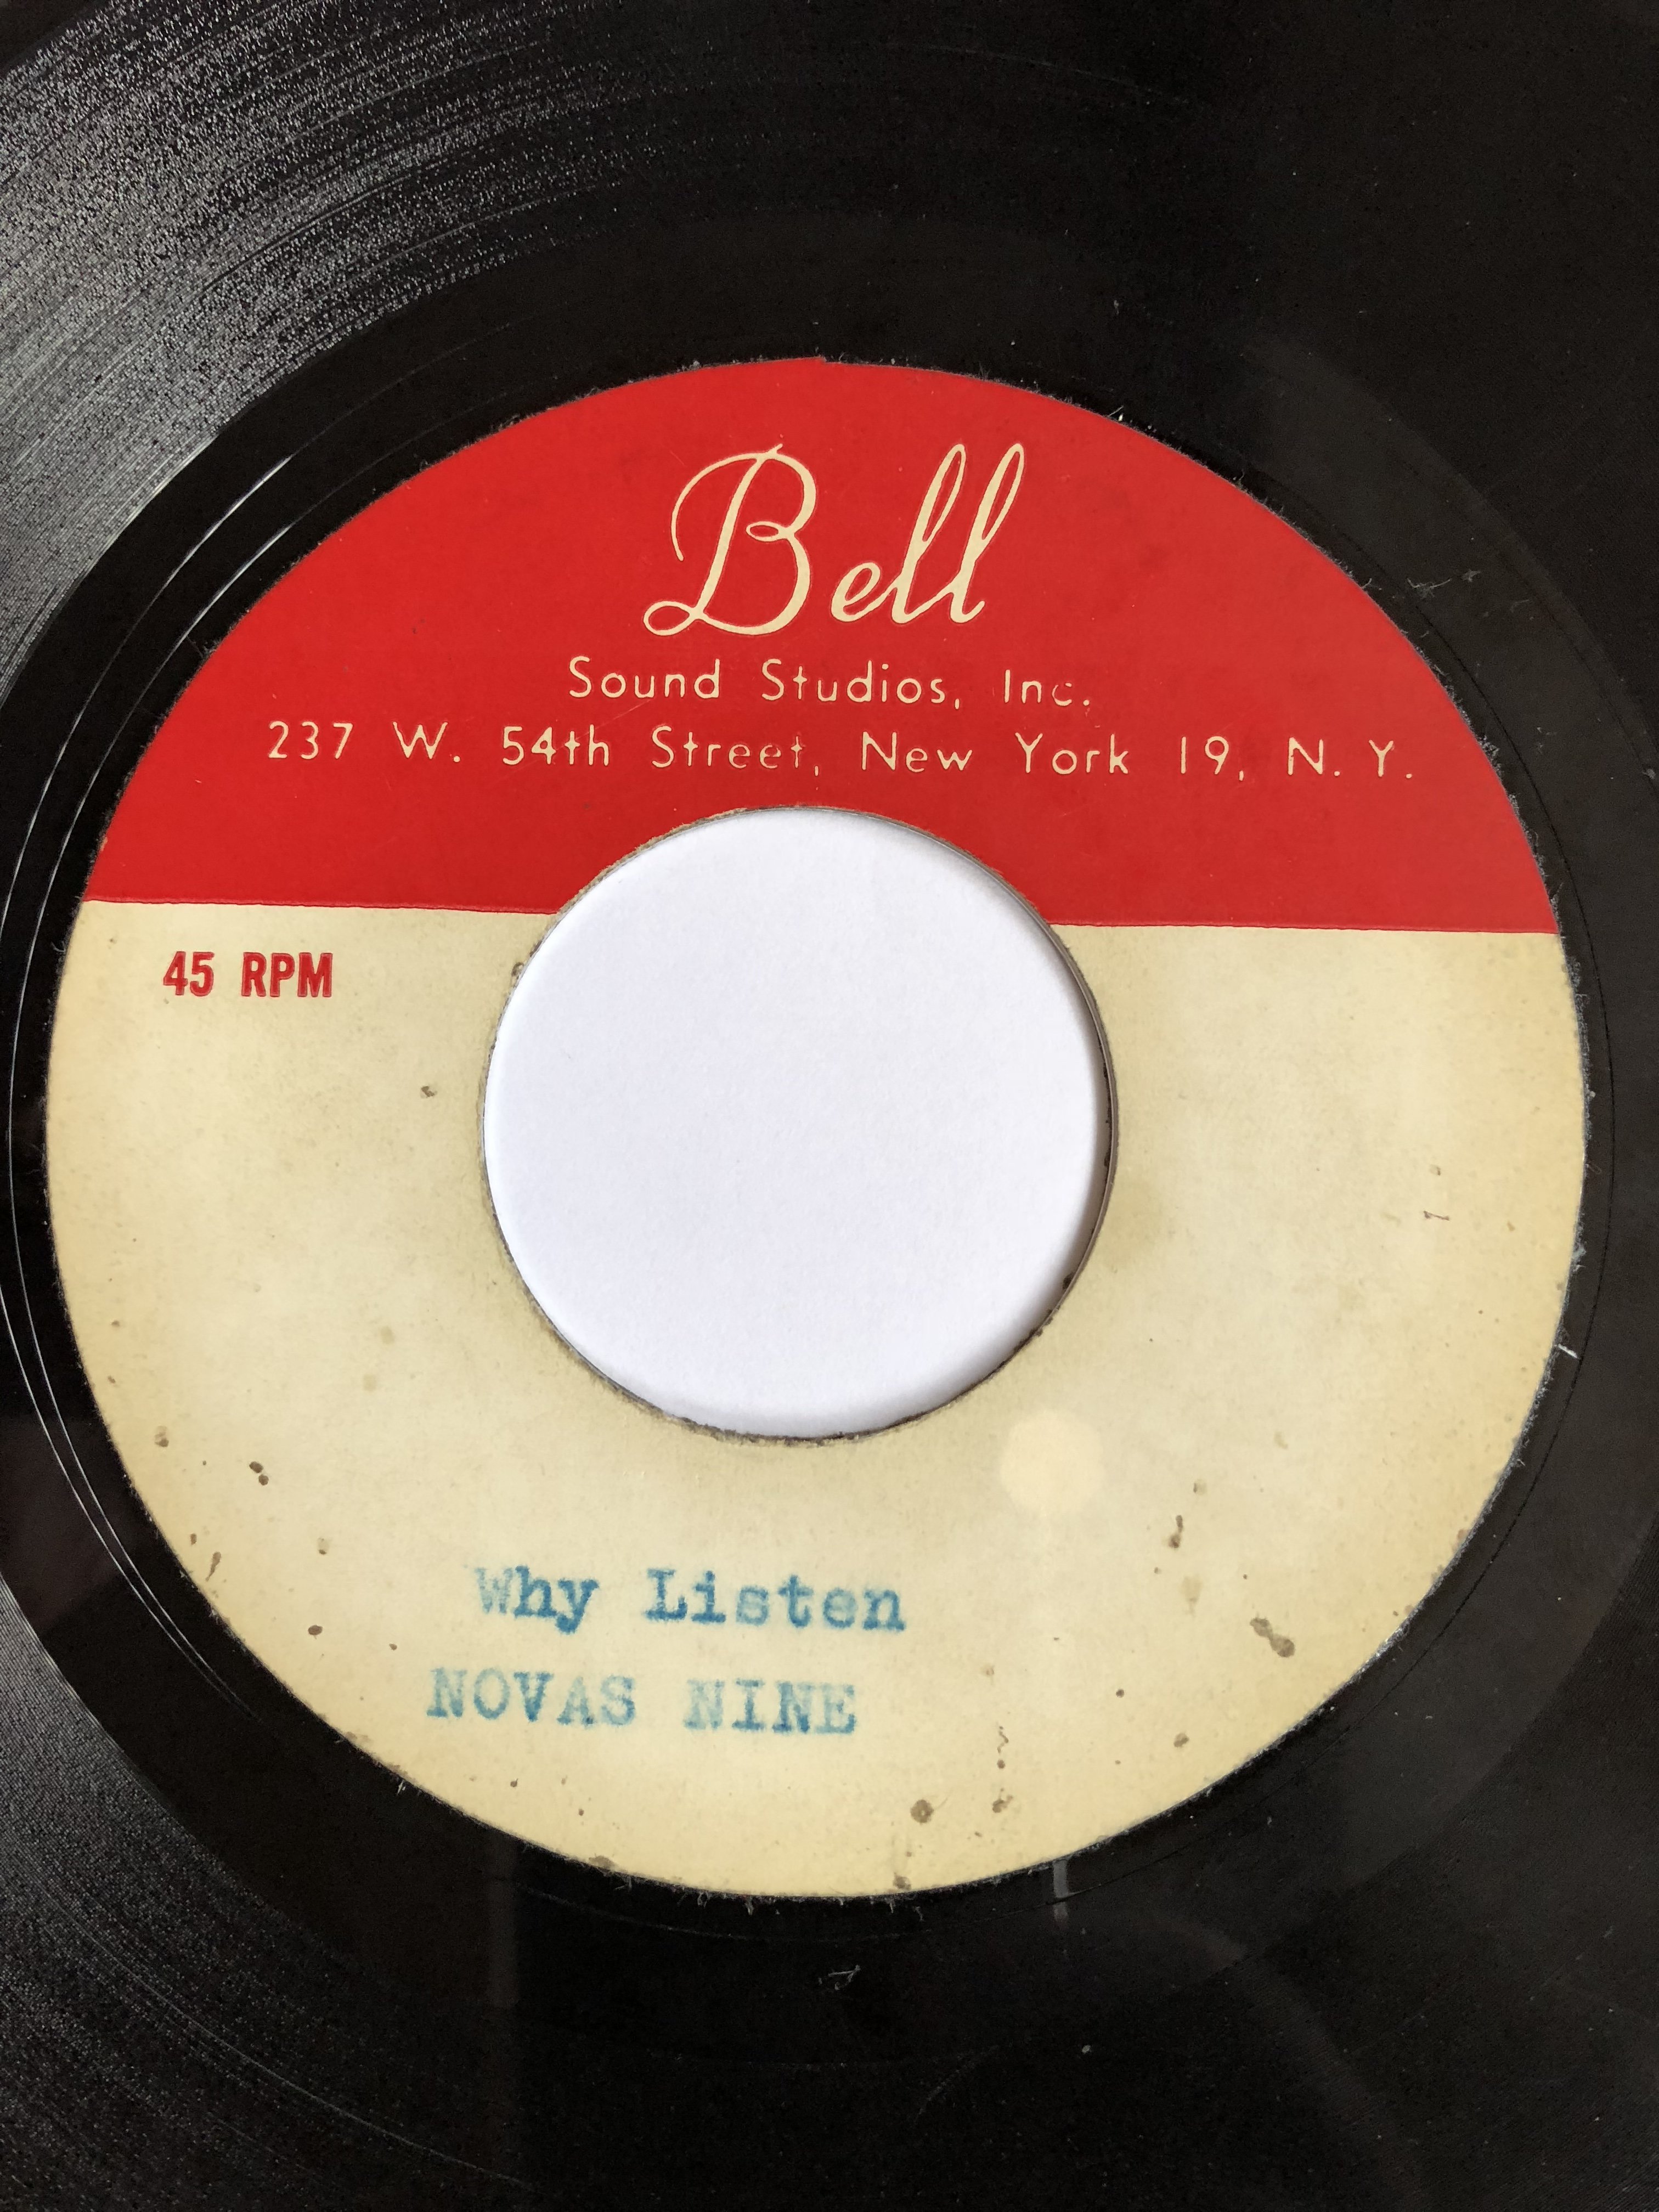 Bell
Sound Studios, Inc.
237 W. 54th Street, New York 19, N. Y.
45 RPM
Why Listen
NOVAS NINE